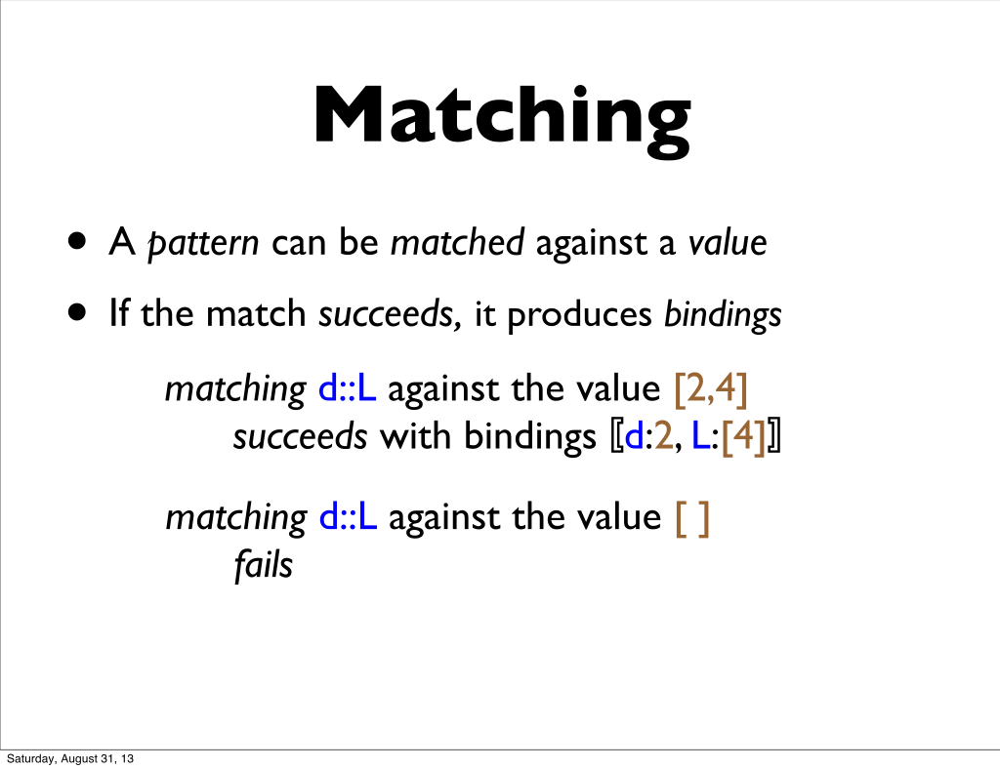 Matching
• A pattern can be matched against a value
• If the match succeeds, it produces bindings
matching d::L against the value [2,4]
succeeds with bindings ⟦d:2, L:[4]⟧
matching d::L against the value [ ]
fails
Saturday, August 31, 13